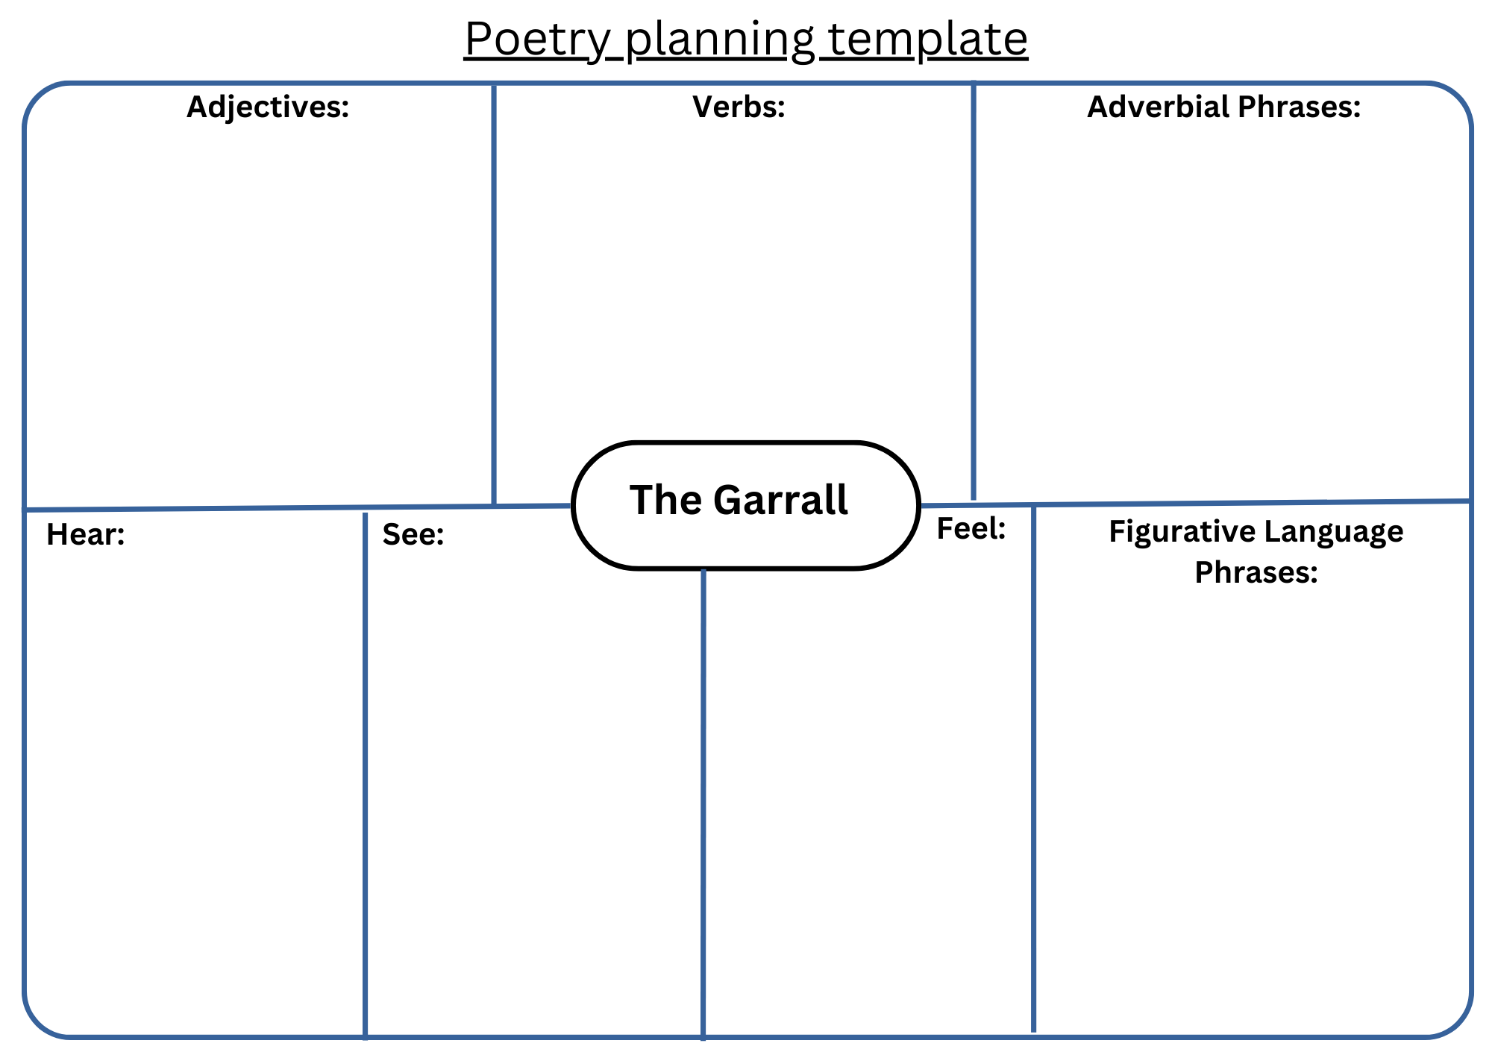 Poetry planning template
Adjectives:
Verbs:
Adverbial Phrases:
The Garrall
Hear:
See:
Feel:
Figurative Language
Phrases: